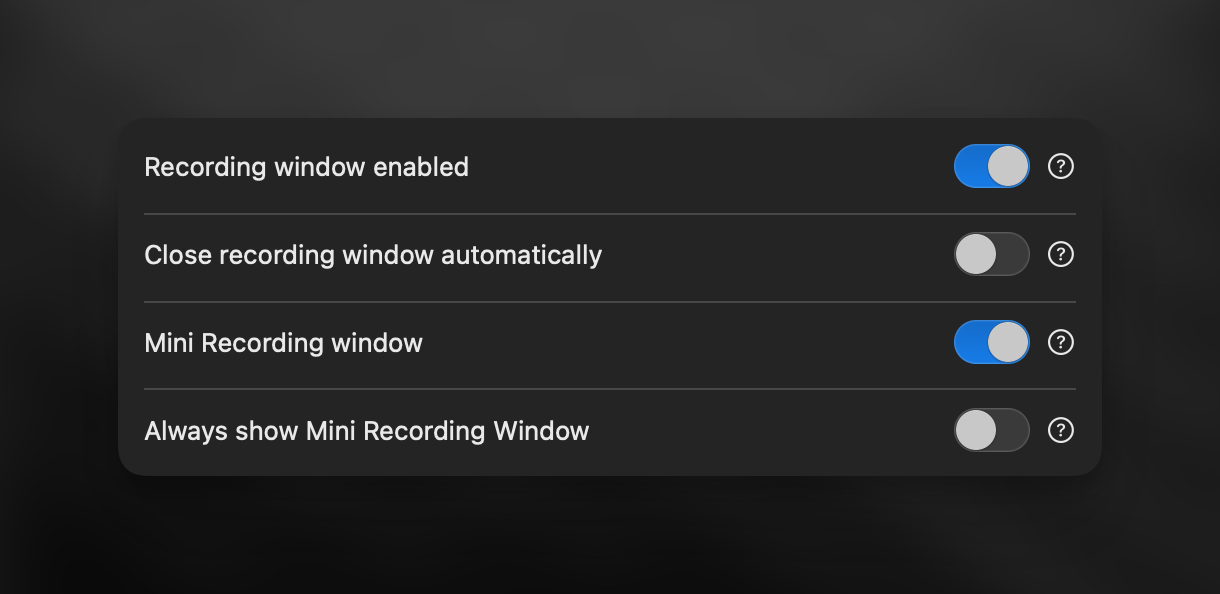 Recording window enabled ?
Close recording window automatically ?
Mini Recording window ?
Always show Mini Recording Window ?